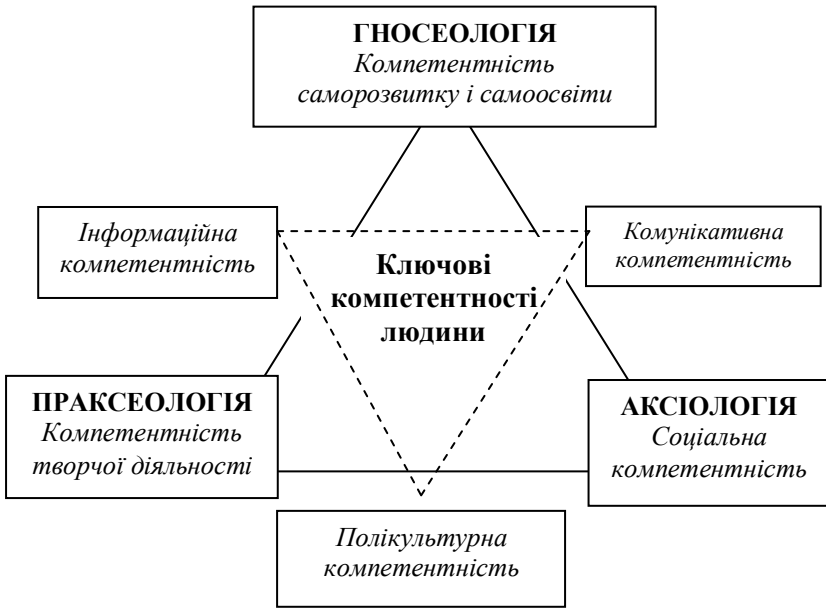 ГНОСЕОЛОГІЯ
Компетентність
саморозвитку і самоосвіти
Інформаційна
компетентність
Комунікативна
компетентність
Ключові
компетентності
людини
ПРАКСЕОЛОГІЯ
Компетентність
творчої діяльності
АКСІОЛОГІЯ
Соціальна
компетентність
Полікультурна
компетентність